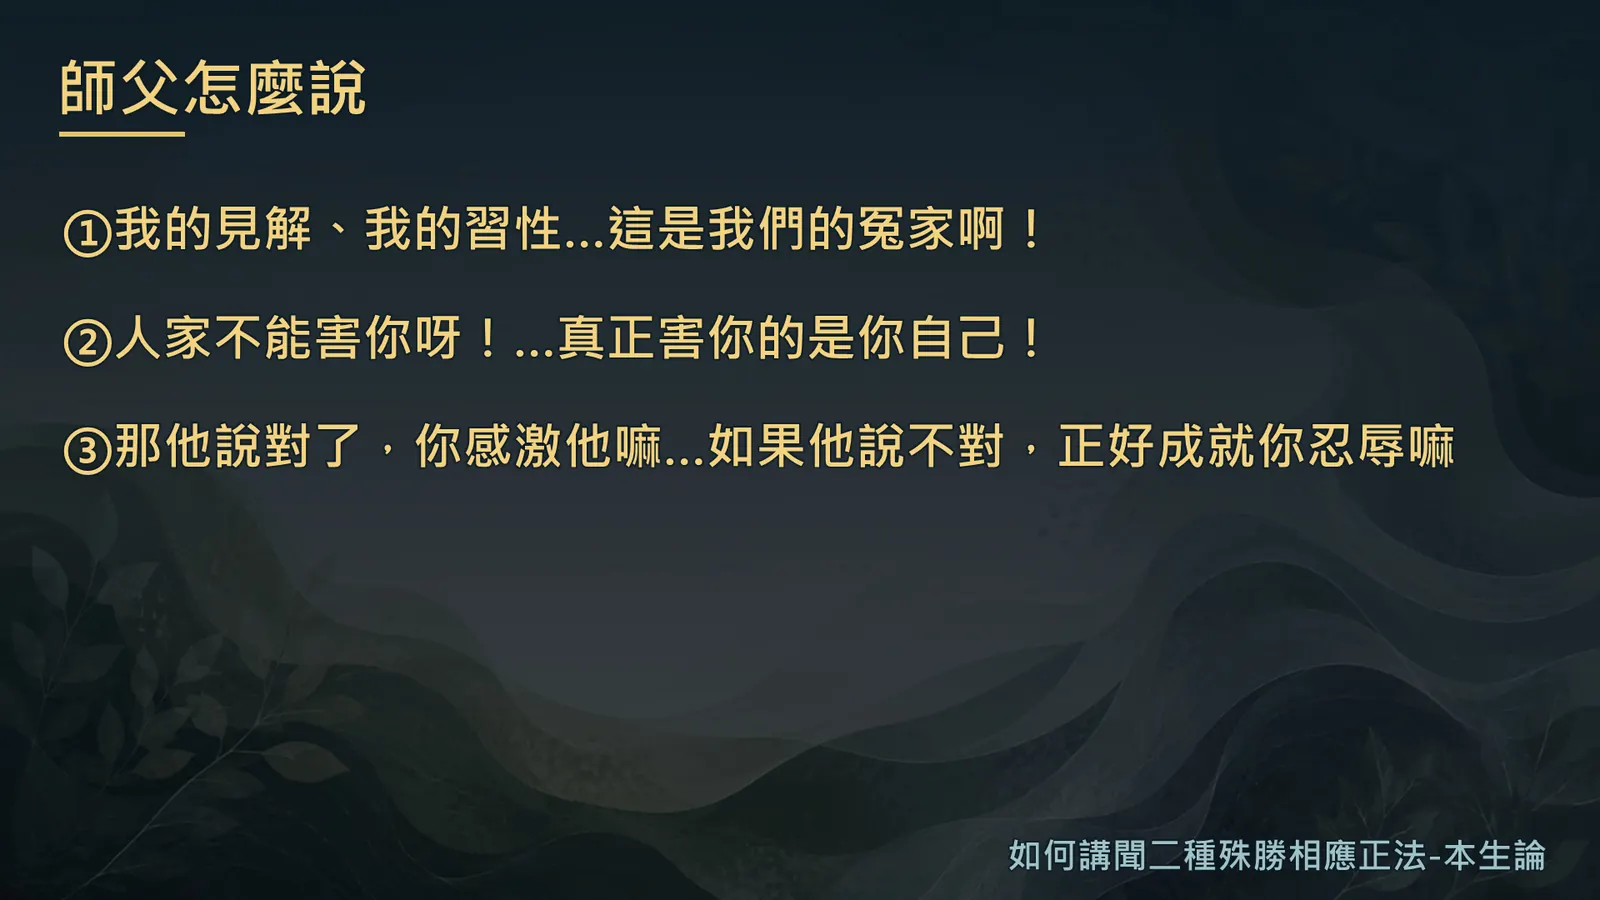 師父怎麼說
①我的見解、我的習性...這是我們的冤家啊！
②人家不能害你呀！...真正害你的是你自己！
③那他說對了，你感激他嘛...如果他說不對，正好成就你忍辱嘛
如何講聞二種殊勝相應正法-本生論